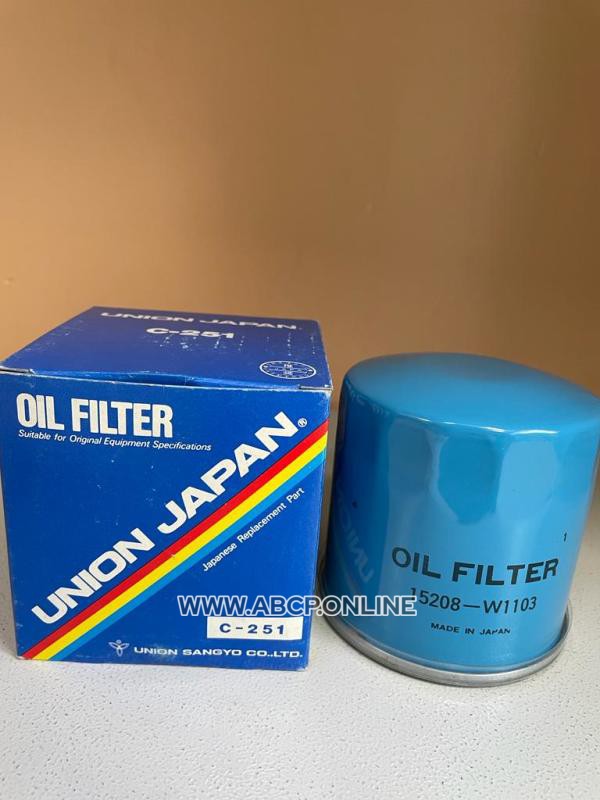 UNION JAPAN
C-251
OIL FILTER
Suitable for Original Equipment Specifications
UNION JAPAN®
Japanese Replacement Part
C-251
UNION SANGYO CO.,LTD.
1
OIL FILTER
15208-W1103
MADE IN JAPAN
WWW.ABCP.ONLINE